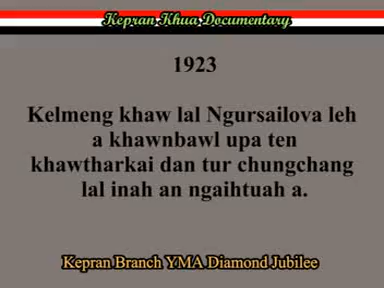 Kepran Khua Documentary
1923
Kelmeng khaw lal Ngursailova leh
a khawnbawl upa ten
khawtharkai dan tur chungchang
lal inah an ngaihtuah a.
Kepran Branch YMA Diamond Jubilee